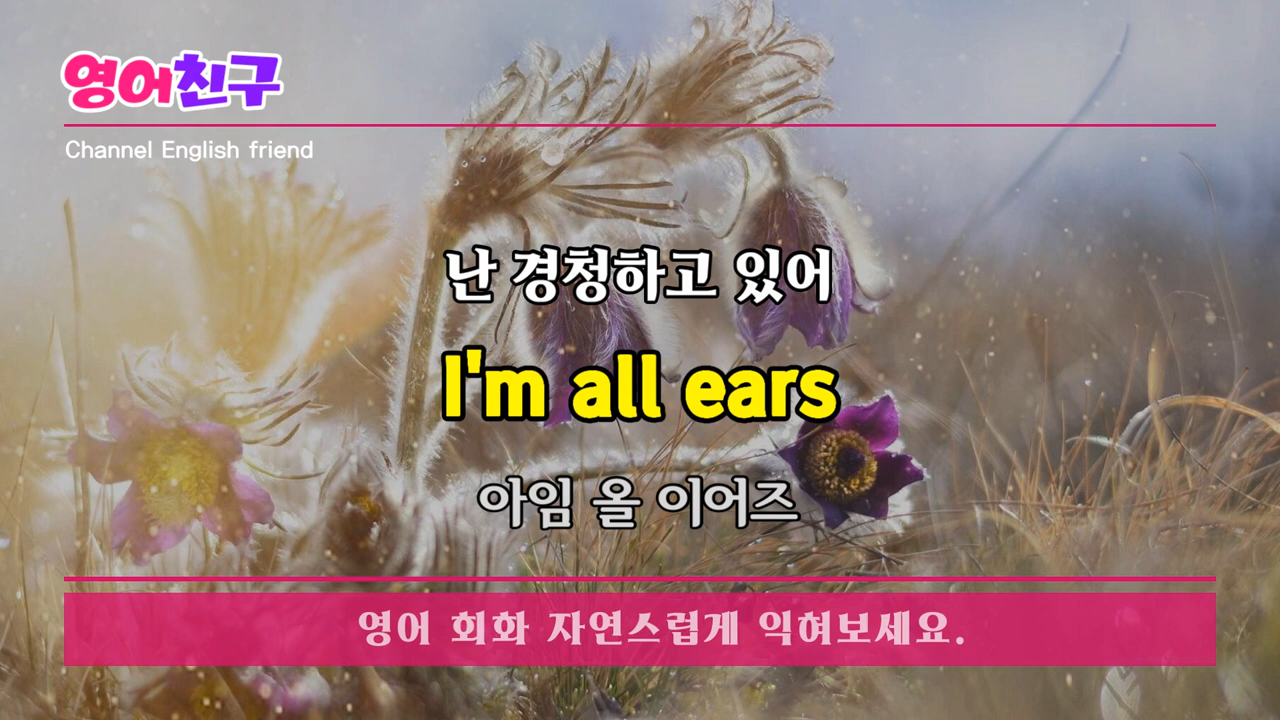 영어친구
Channel English friend
난 경청하고 있어
I'm all ears
아임 올 이어즈
영어 회화 자연스럽게 익혀보세요.